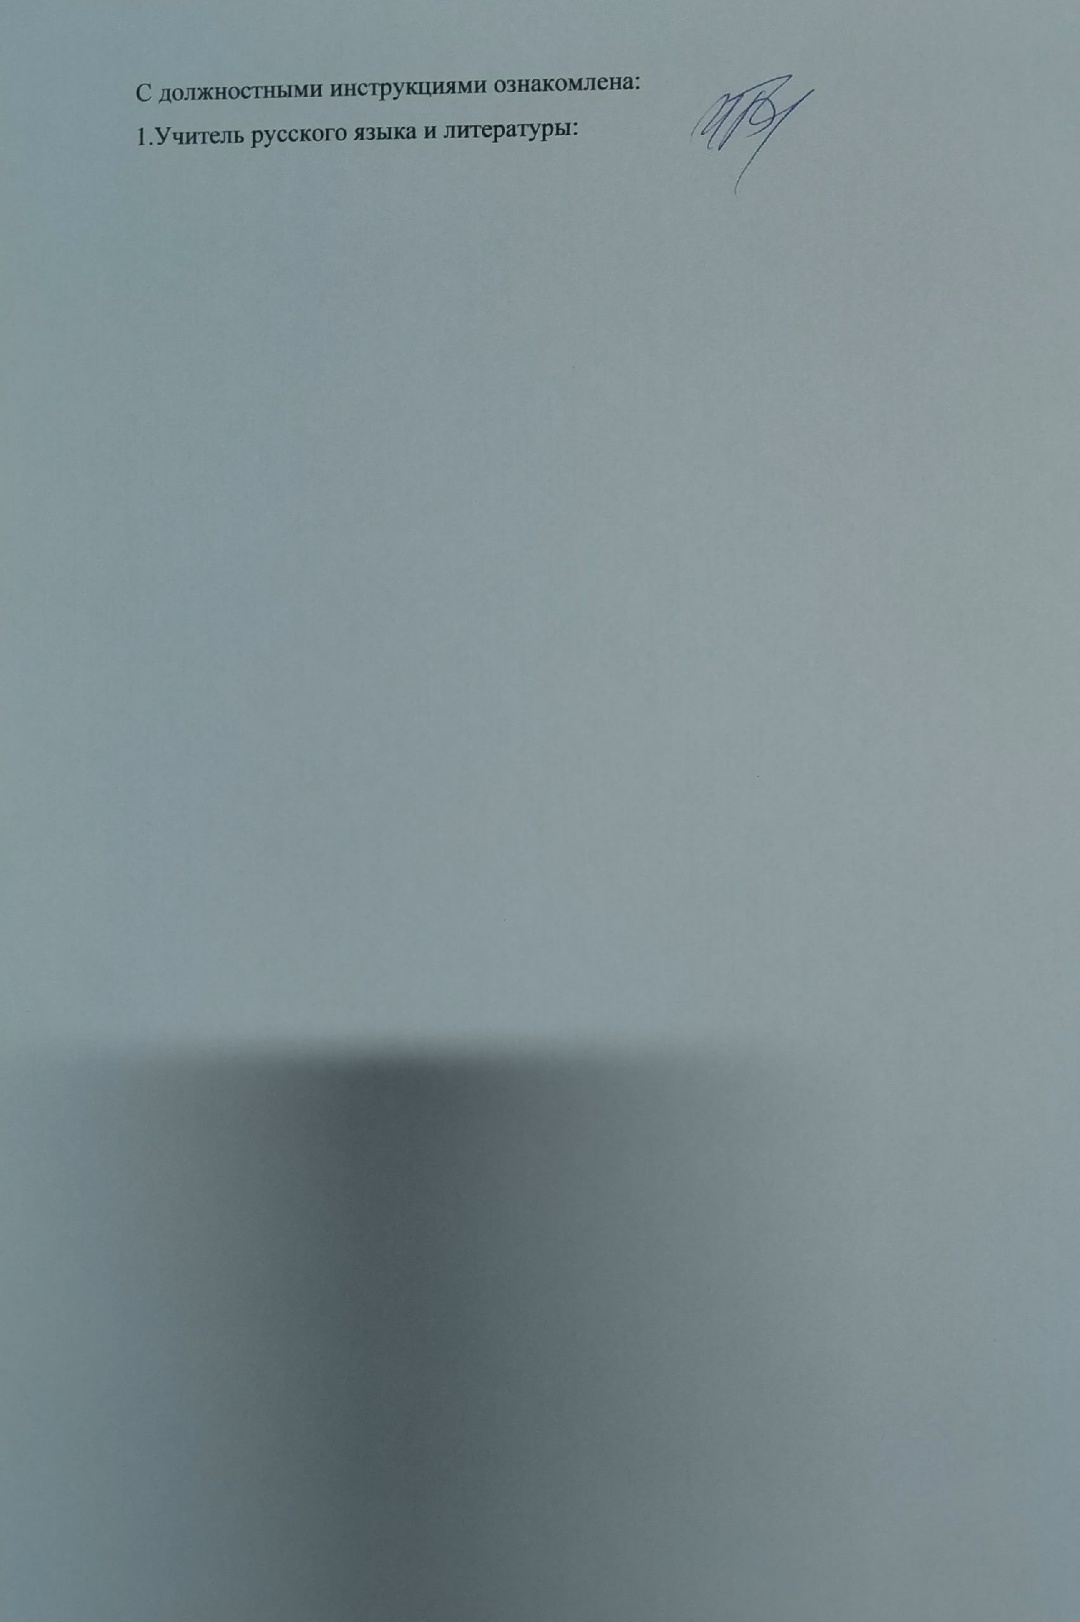 С должностными инструкциями ознакомлена:
1.Учитель русского языка и литературы: